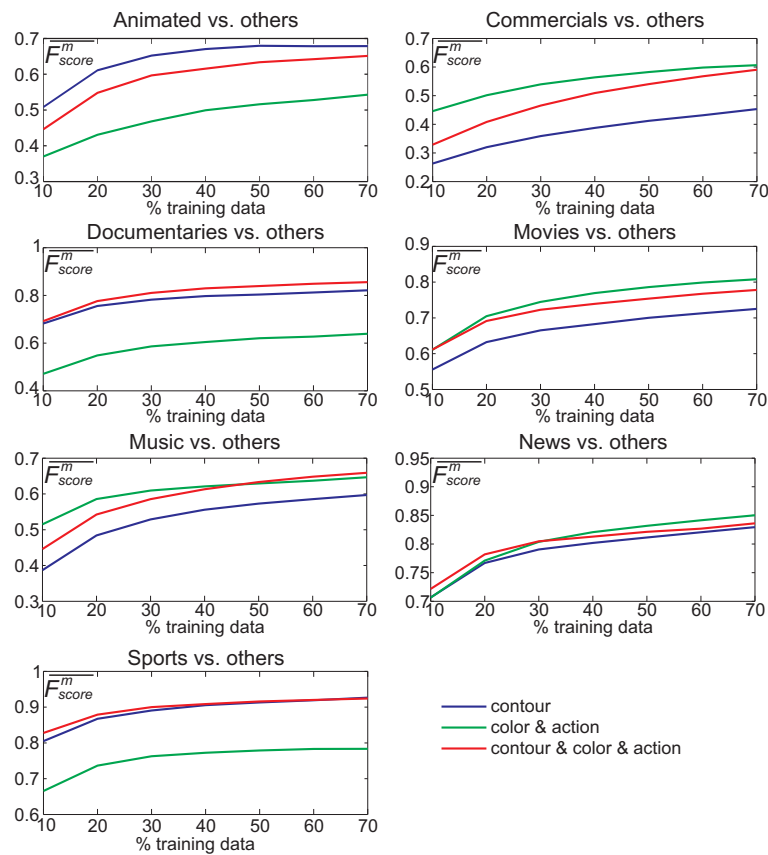 Animated vs. others
0.7
0.6
0.5
0.4
0.3
F^m_score
10 20 30 40 50 60 70
% training data
Commercials vs. others
0.7
0.6
0.5
0.4
0.3
0.2
F^m_score
10 20 30 40 50 60 70
% training data
Documentaries vs. others
1
0.8
0.6
0.4
F^m_score
10 20 30 40 50 60 70
% training data
Movies vs. others
0.9
0.8
0.7
0.6
0.5
F^m_score
10 20 30 40 50 60 70
% training data
Music vs. others
0.7
0.6
0.5
0.4
0.3
F^m_score
10 20 30 40 50 60 70
% training data
News vs. others
0.95
0.9
0.85
0.8
0.75
0.7
F^m_score
10 20 30 40 50 60 70
% training data
Sports vs. others
1
0.9
0.8
0.7
0.6
F^m_score
10 20 30 40 50 60 70
% training data
contour
color & action
contour & color & action